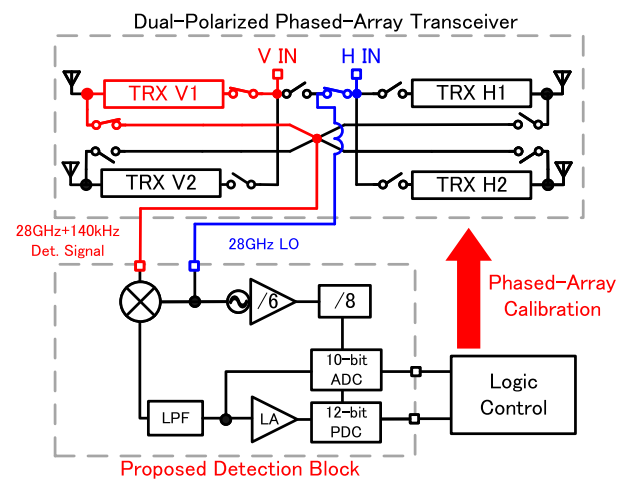 Dual-Polarized Phased-Array Transceiver
V IN
H IN
TRX V1
TRX H1
TRX V2
TRX H2
28GHz+140kHz
Det. Signal
28GHz LO
Phased-Array
Calibration
/6
/8
10-bit
ADC
Logic
Control
LPF
LA
12-bit
PDC
Proposed Detection Block